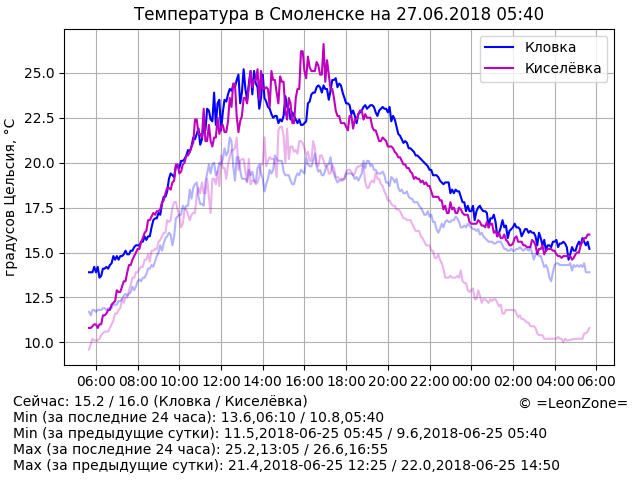 Температура в Смоленске на 27.06.2018 05:40
Кловка
Киселёвка
градусов Цельсия, °C
25.0
22.5
20.0
17.5
15.0
12.5
10.0
06:00 08:00 10:00 12:00 14:00 16:00 18:00 20:00 22:00 00:00 02:00 04:00 06:00
Сейчас: 15.2 / 16.0 (Кловка / Киселёвка)
© =LeonZone=
Min (за последние 24 часа): 13.6,06:10 / 10.8,05:40
Min (за предыдущие сутки): 11.5,2018-06-25 05:45 / 9.6,2018-06-25 05:40
Max (за последние 24 часа): 25.2,13:05 / 26.6,16:55
Max (за предыдущие сутки): 21.4,2018-06-25 12:25 / 22.0,2018-06-25 14:50